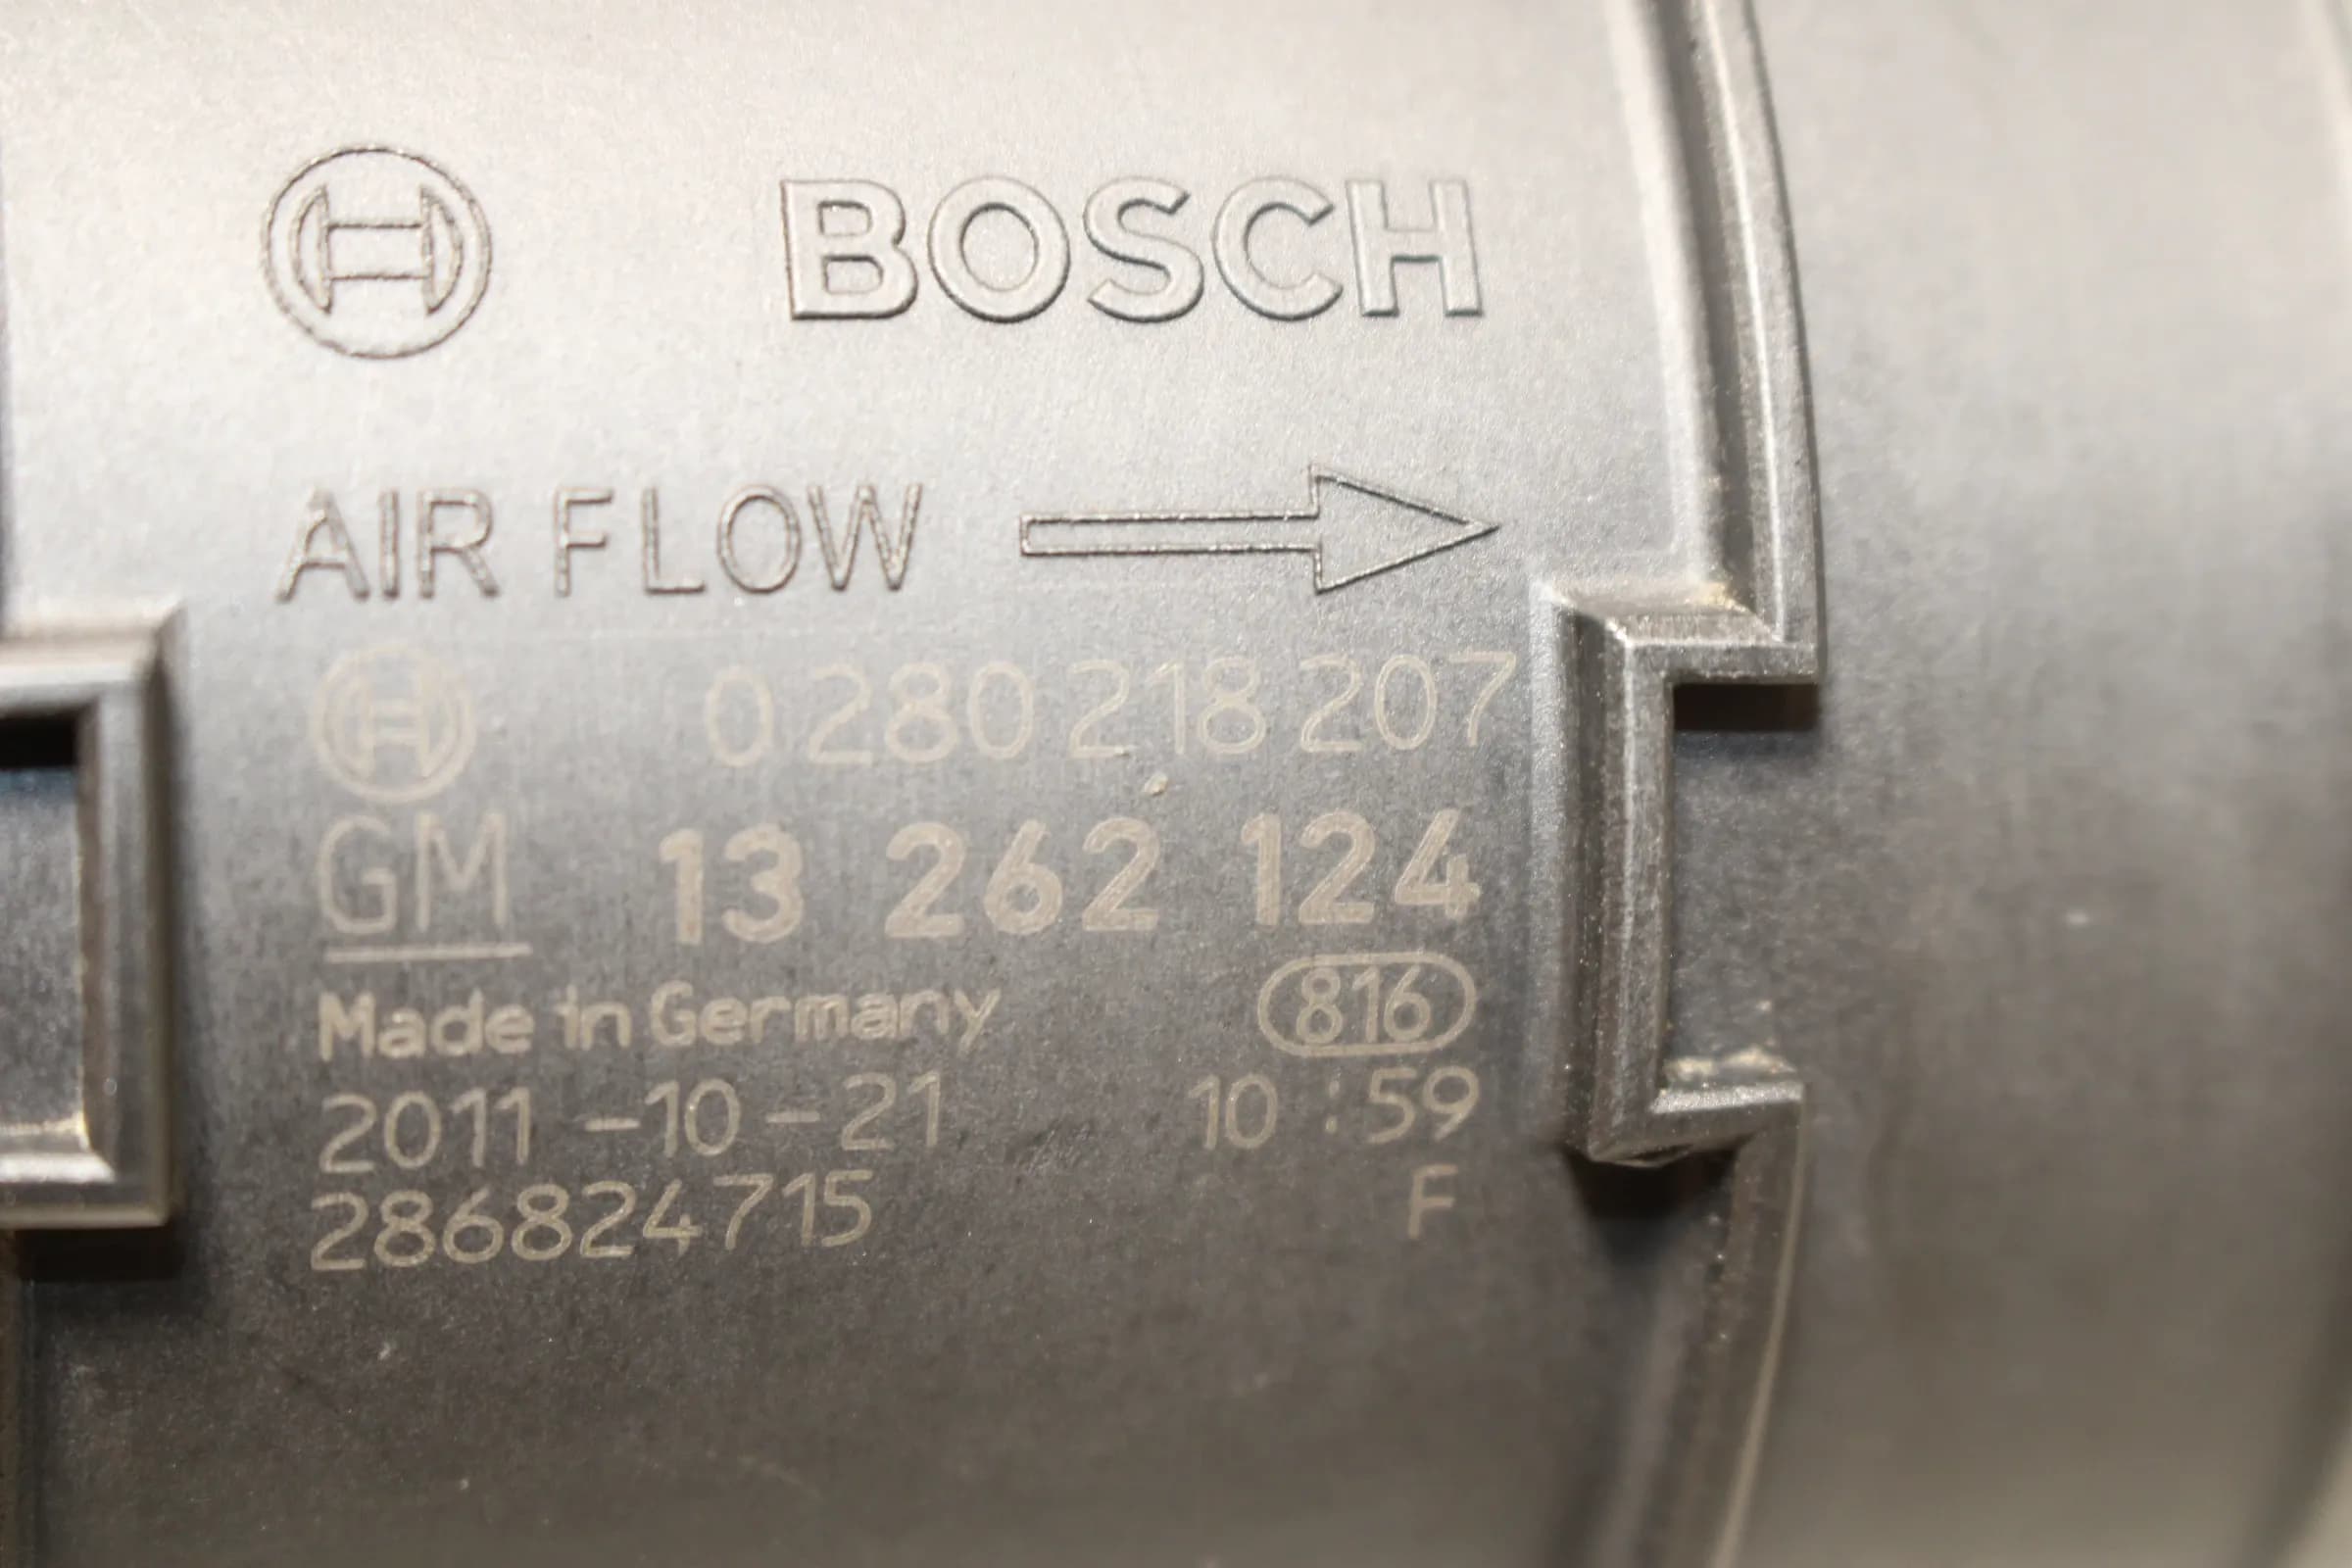 BOSCH
AIR FLOW
0 280 218 207
GM 13 262 124
Made in Germany 816
2011-10-21 10:59
286824715 F